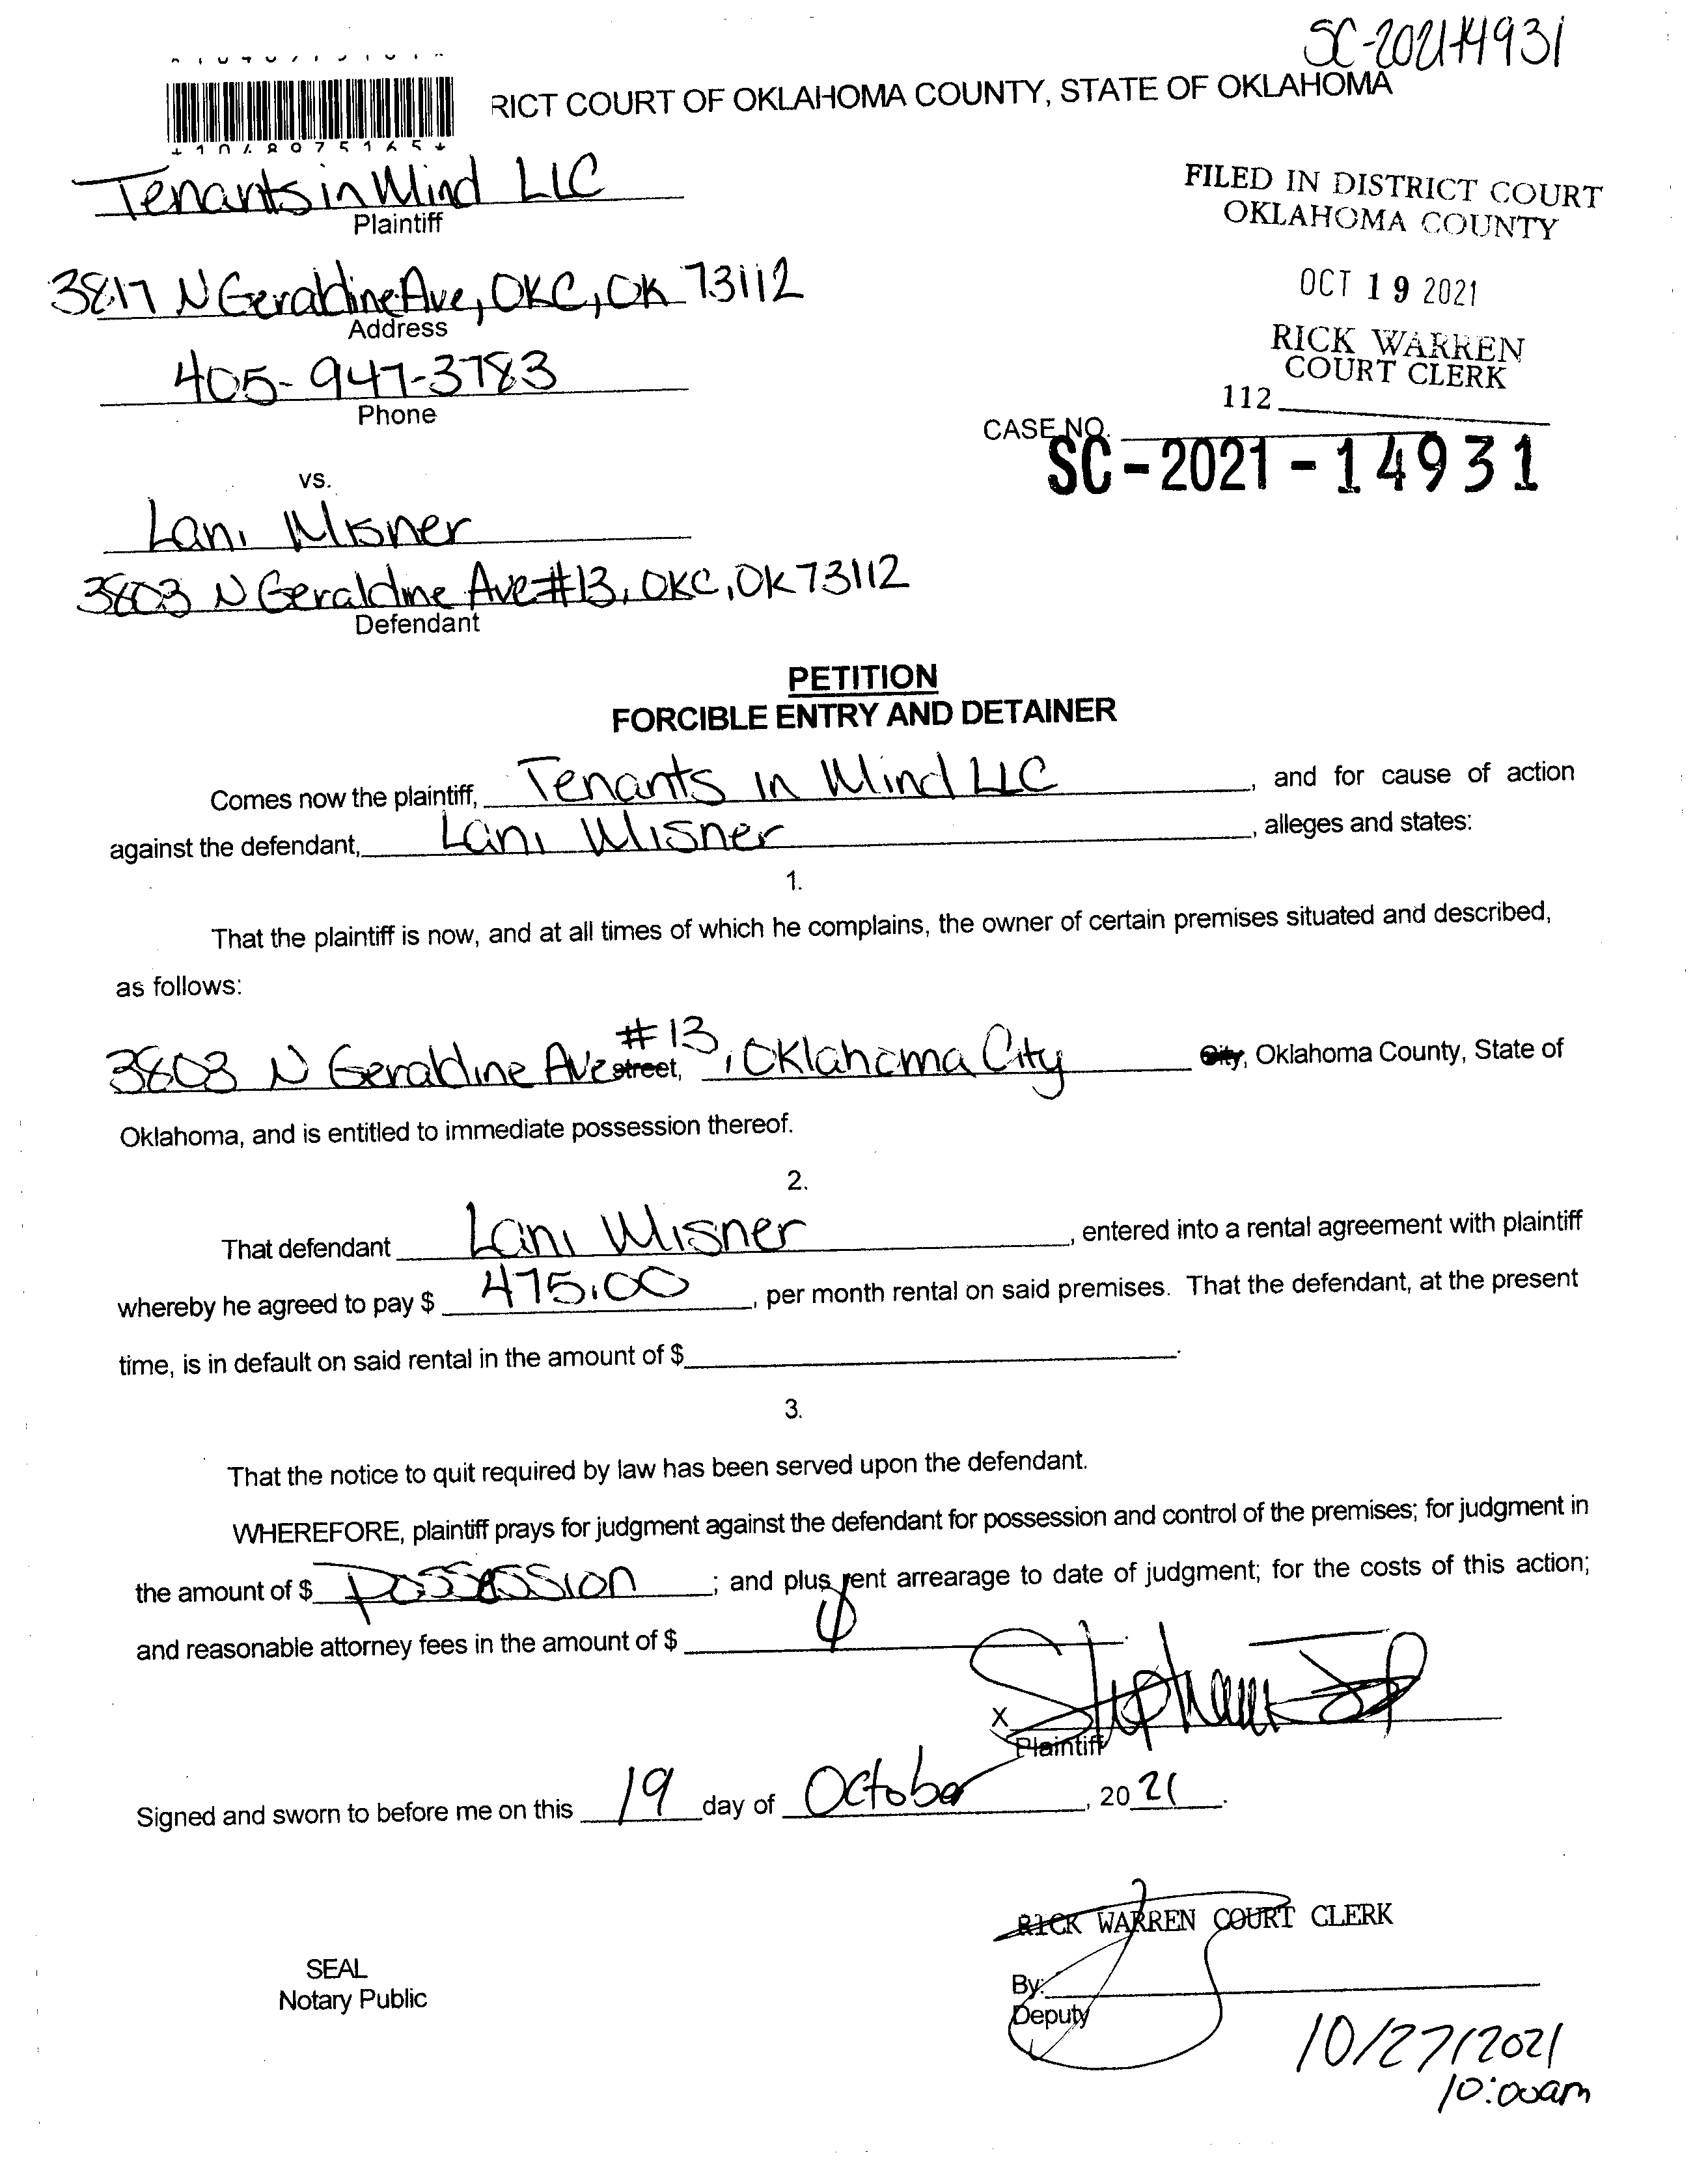 SC-2021-14931
RICT COURT OF OKLAHOMA COUNTY, STATE OF OKLAHOMA
Tenants in Mind LLC
Plaintiff
FILED IN DISTRICT COURT
OKLAHOMA COUNTY
3817 N Geraldine Ave, OKC, OK 73112
Address
OCT 19 2021
405-947-3783
Phone
RICK WARREN
COURT CLERK
112
CASE NO.
SC-2021-14931
vs.
Lani Misner
3803 N Geraldine Ave #13, OKC, OK 73112
Defendant
PETITION
FORCIBLE ENTRY AND DETAINER
Comes now the plaintiff, Tenants in Mind LLC, and for cause of action
against the defendant, Lani Misner, alleges and states:
1.
That the plaintiff is now, and at all times of which he complains, the owner of certain premises situated and described,
as follows:
3803 N Geraldine Ave street, #13, Oklahoma City City, Oklahoma County, State of
Oklahoma, and is entitled to immediate possession thereof.
2.
That defendant Lani Misner, entered into a rental agreement with plaintiff
whereby he agreed to pay $ 475.00, per month rental on said premises. That the defendant, at the present
time, is in default on said rental in the amount of $.
3.
That the notice to quit required by law has been served upon the defendant.
WHEREFORE, plaintiff prays for judgment against the defendant for possession and control of the premises; for judgment in
the amount of $ possession; and plus rent arrearage to date of judgment; for the costs of this action;
and reasonable attorney fees in the amount of $
X
Plaintiff
Signed and sworn to before me on this 19 day of October, 2021.
RICK WARREN COURT CLERK
SEAL
Notary Public
By:
Deputy
10/27/2021
10:00am